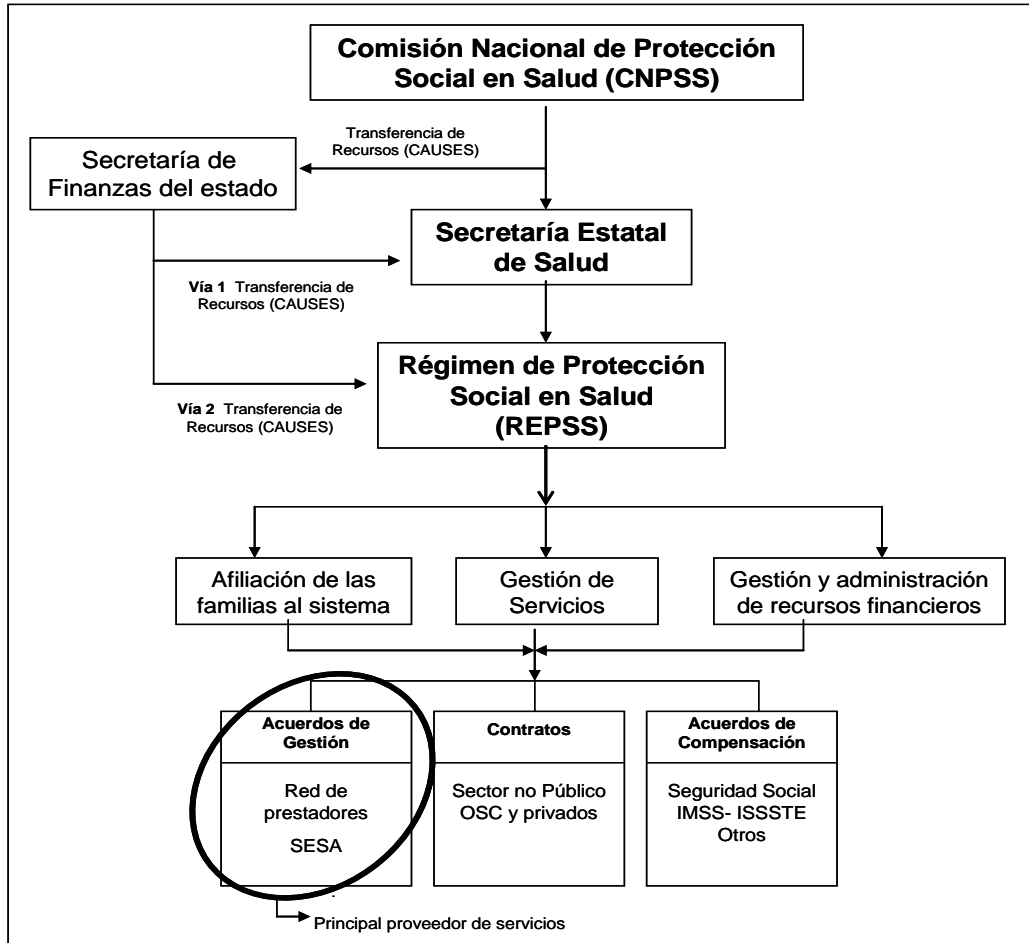 Comisión Nacional de Protección
Social en Salud (CNPSS)
Transferencia de
Recursos (CAUSES)
Secretaría de
Finanzas del estado
Secretaría Estatal
de Salud
Vía 1 Transferencia de
Recursos (CAUSES)
Régimen de Protección
Social en Salud
(REPSS)
Vía 2 Transferencia de
Recursos (CAUSES)
Afiliación de las
familias al sistema
Gestión de
Servicios
Gestión y administración
de recursos financieros
Acuerdos de
Gestión
Red de
prestadores
SESA
Contratos
Sector no Público
OSC y privados
Acuerdos de
Compensación
Seguridad Social
IMSS- ISSSTE
Otros
Principal proveedor de servicios